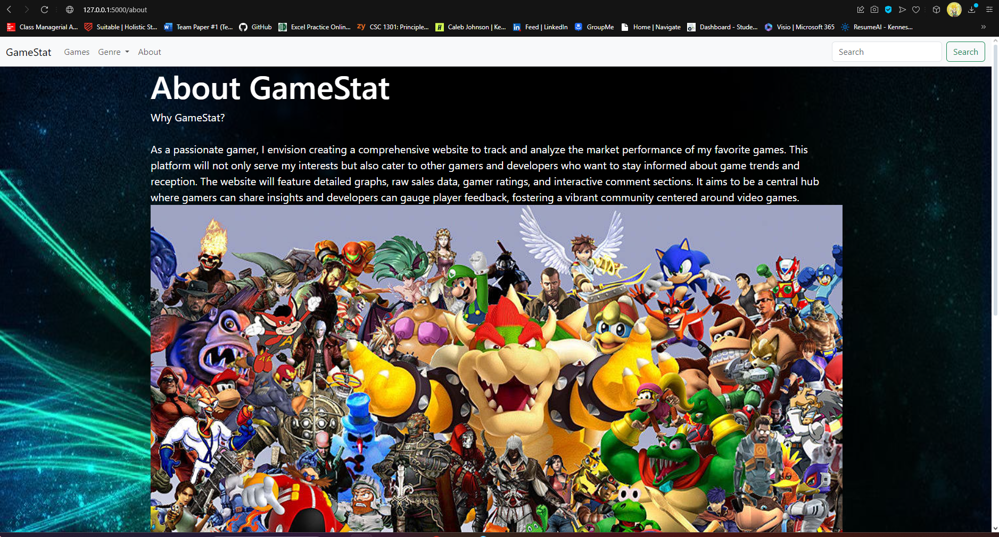 127.0.0.1:5000/about
Class Managerial A... Suitable | Holistic St... Team Paper #1 (Te... GitHub Excel Practice Onlin... zy CSC 1301: Principle... H Caleb Johnson | Ke... in Feed | LinkedIn GroupMe Home | Navigate Dashboard - Stude... Visio | Microsoft 365 ResumeAI - Kennes... »
GameStat Games Genre About Search Search
About GameStat
Why GameStat?
As a passionate gamer, I envision creating a comprehensive website to track and analyze the market performance of my favorite games. This
platform will not only serve my interests but also cater to other gamers and developers who want to stay informed about game trends and
reception. The website will feature detailed graphs, raw sales data, gamer ratings, and interactive comment sections. It aims to be a central hub
where gamers can share insights and developers can gauge player feedback, fostering a vibrant community centered around video games.